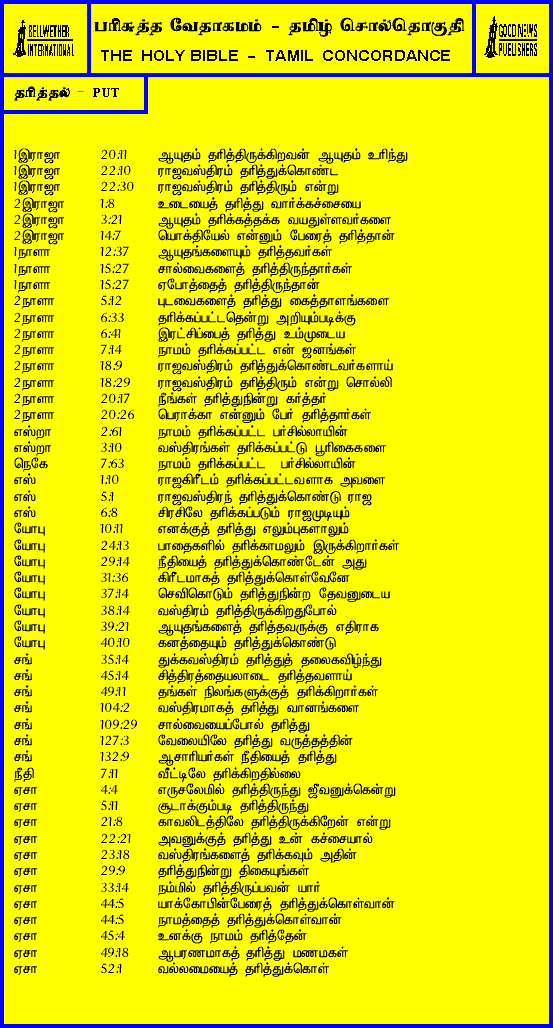 BELLWETHER INTERNATIONAL
பரிசுத்த வேதாகமம் - தமிழ் சொல்தொகுதி
THE HOLY BIBLE - TAMIL CONCORDANCE
GOOD NEWS PUBLISHERS
தரித்தல் - PUT
1இராஜா 20:11 ஆயுதம் தரித்திருக்கிறவன் ஆயுதம் உரிந்து
1இராஜா 22:10 ராஜவஸ்திரம் தரித்துக்கொண்ட
1இராஜா 22:30 ராஜவஸ்திரம் தரித்திரும் என்று
2இராஜா 1:8 உடையைத் தரித்து வார்க்கச்சையை
2இராஜா 3:21 ஆயுதம் தரிக்கத்தக்க வயதுள்ளவர்களை
2இராஜா 14:7 யொக்தியேல் என்னும் பேரைத் தரித்தான்
1நாளா 12:37 ஆயுதங்களையும் தரித்தவர்கள்
1நாளா 15:27 சால்வைகளைத் தரித்திருந்தார்கள்
1நாளா 15:27 ஏபோத்தைத் தரித்திருந்தான்
2நாளா 5:12 புடவைகளைத் தரித்து கைத்தாளங்களை
2நாளா 6:33 தரிக்கப்பட்டதென்று அறியும்படிக்கு
2நாளா 6:41 இரட்சிப்பைத் தரித்து உம்முடைய
2நாளா 7:14 நாமம் தரிக்கப்பட்ட என் ஜனங்கள்
2நாளா 18:9 ராஜவஸ்திரம் தரித்துக்கொண்டவர்களாய்
2நாளா 18:29 ராஜவஸ்திரம் தரித்திரும் என்று சொல்லி
2நாளா 20:17 நீங்கள் தரித்துநின்று கர்த்தர்
2நாளா 20:26 பெராக்கா என்னும் பேர் தரித்தார்கள்
எஸ்றா 2:61 நாமம் தரிக்கப்பட்ட பர்சில்லாயின்
எஸ்றா 3:10 வஸ்திரங்கள் தரிக்கப்பட்டு பூரிகைகளை
நெகே 7:63 நாமம் தரிக்கப்பட்ட பர்சில்லாயின்
எஸ் 1:10 ராஜகிரீடம் தரிக்கப்பட்டவளாக அவளை
எஸ் 5:1 ராஜவஸ்திரந் தரித்துக்கொண்டு ராஜ
எஸ் 6:8 சிரசிலே தரிக்கப்படும் ராஜமுடியும்
யோபு 10:11 எனக்குத் தரித்து எலும்புகளாலும்
யோபு 24:13 பாதைகளில் தரிக்காமலும் இருக்கிறார்கள்
யோபு 29:14 நீதியைத் தரித்துக்கொண்டேன் அது
யோபு 31:36 கிரீடமாகத் தரித்துக்கொள்வேனே
யோபு 37:14 செவிகொடும் தரித்துநின்ற தேவனுடைய
யோபு 38:14 வஸ்திரம் தரித்திருக்கிறதுபோல்
யோபு 39:21 ஆயுதங்களைத் தரித்தவருக்கு எதிராக
யோபு 40:10 கனத்தையும் தரித்துக்கொண்டு
சங் 35:14 துக்கவஸ்திரம் தரித்துத் தலைகவிழ்ந்து
சங் 45:14 சித்திரத்தையலாடை தரித்தவளாய்
சங் 49:11 தங்கள் நிலங்களுக்குத் தரிக்கிறார்கள்
சங் 104:2 வஸ்திரமாகத் தரித்து வானங்களை
சங் 109:29 சால்வையைப்போல் தரித்து
சங் 127:3 வேலையிலே தரித்து வருத்தத்தின்
சங் 132:9 ஆசாரியர்கள் நீதியைத் தரித்து
நீதி 7:11 வீட்டிலே தரிக்கிறதில்லை
ஏசா 4:4 எருசலேமில் தரித்திருந்து ஜீவனுக்கென்று
ஏசா 5:11 சூடாக்கும்படி தரித்திருந்து
ஏசா 21:8 காவலிடத்திலே தரித்திருக்கிறேன் என்று
ஏசா 22:21 அவனுக்குத் தரித்து உன் கச்சையால்
ஏசா 23:18 வஸ்திரங்களைத் தரிக்கவும் அதின்
ஏசா 29:9 தரித்துநின்று திகையுங்கள்
ஏசா 33:14 நம்மில் தரித்திருப்பவன் யார்
ஏசா 44:5 யாக்கோபின்பேரைத் தரித்துக்கொள்வான்
ஏசா 44:5 நாமத்தைத் தரித்துக்கொள்வான்
ஏசா 45:4 உனக்கு நாமம் தரித்தேன்
ஏசா 49:18 ஆபரணமாகத் தரித்து மணமகள்
ஏசா 52:1 வல்லமையைத் தரித்துக்கொள்